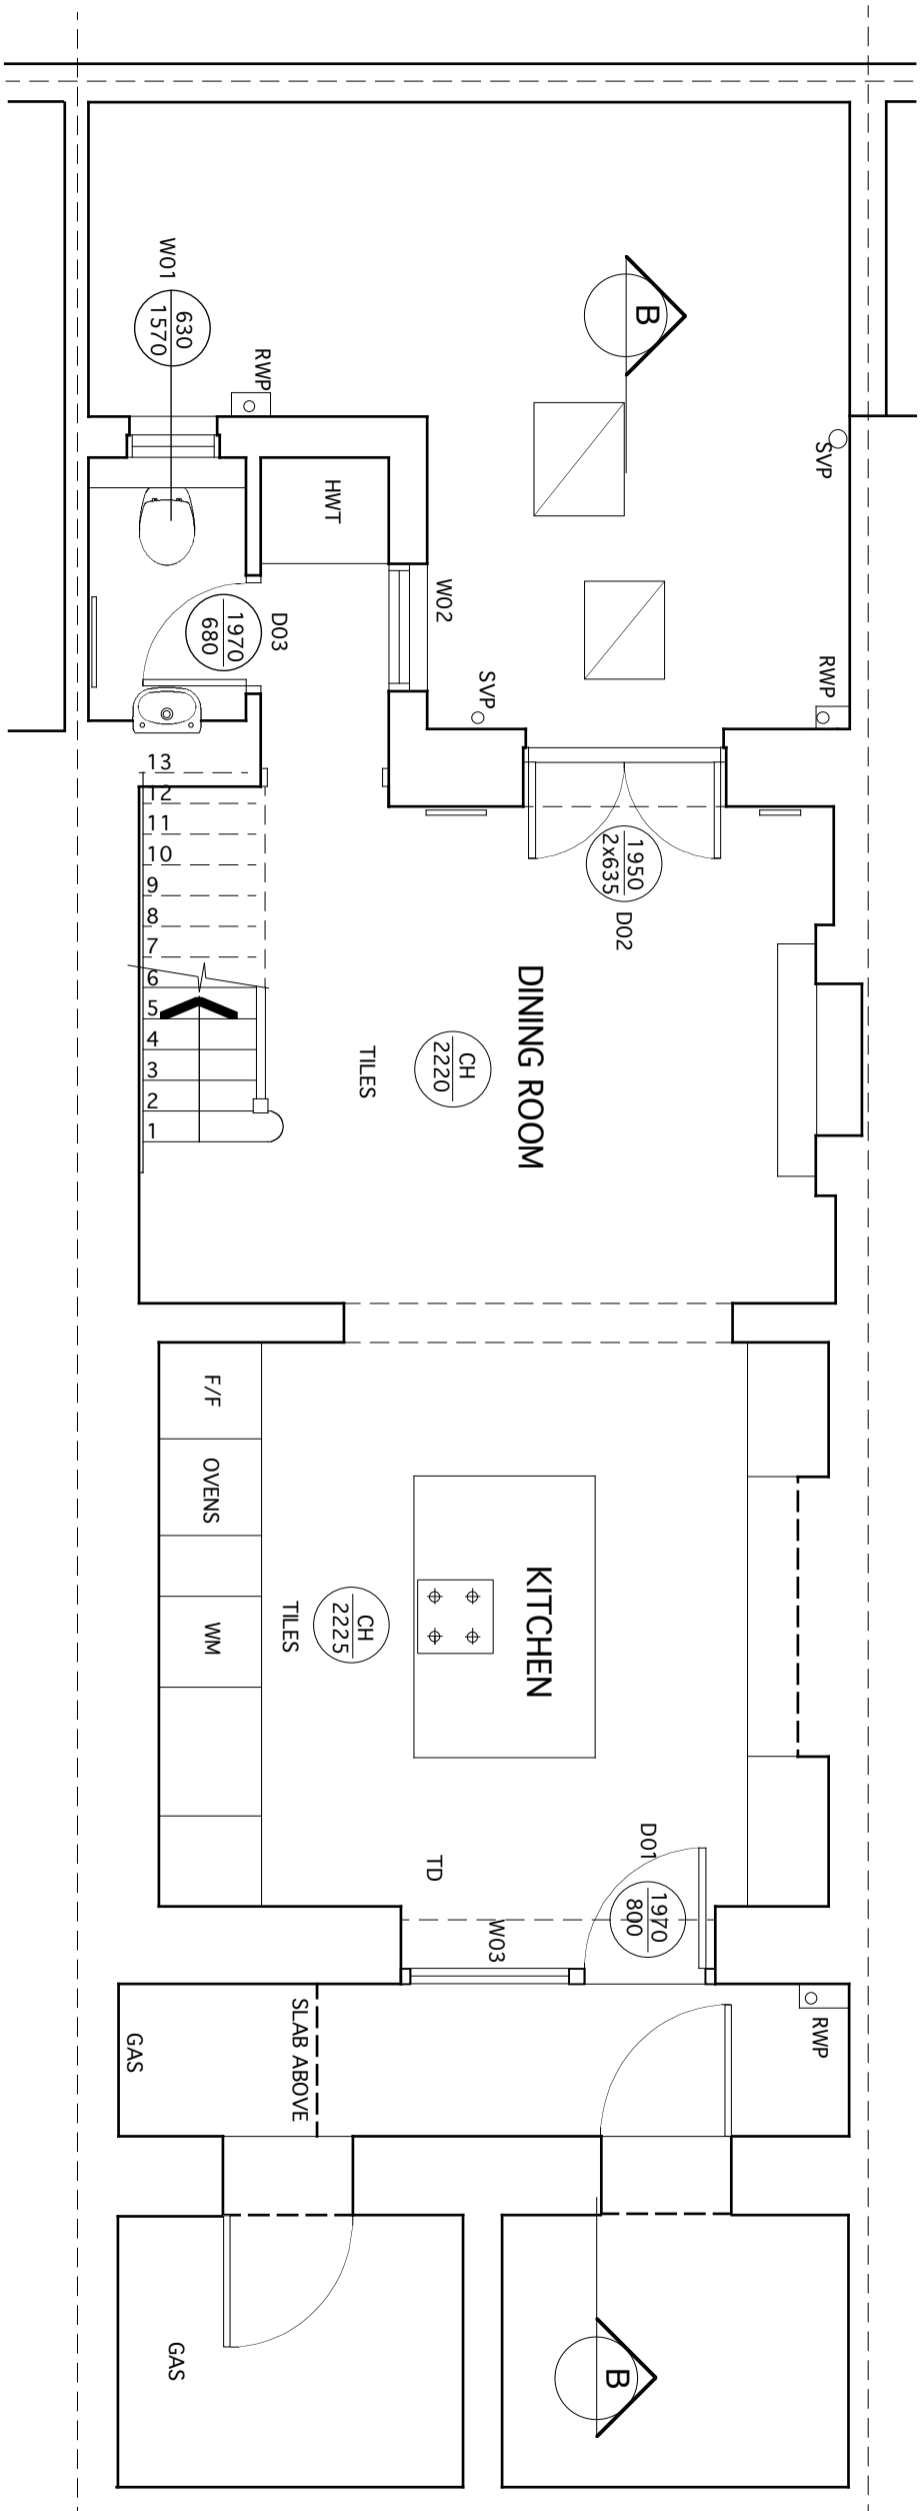 W01
630
1570
RWP
B
SVP
HWT
W02
D03
1970
680
SVP
RWP
13
12
11
10
9
8
7
6
5
4
3
2
1
1950
2x635
D02
DINING ROOM
CH
2220
TILES
F/F
OVENS
WM
KITCHEN
CH
2225
TILES
TD
D01
1970
800
W03
RWP
SLAB ABOVE
GAS
GAS
B